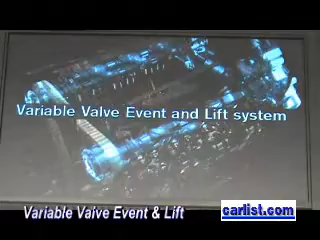 Variable Valve Event and Lift system
Variable Valve Event & Lift
carlist.com